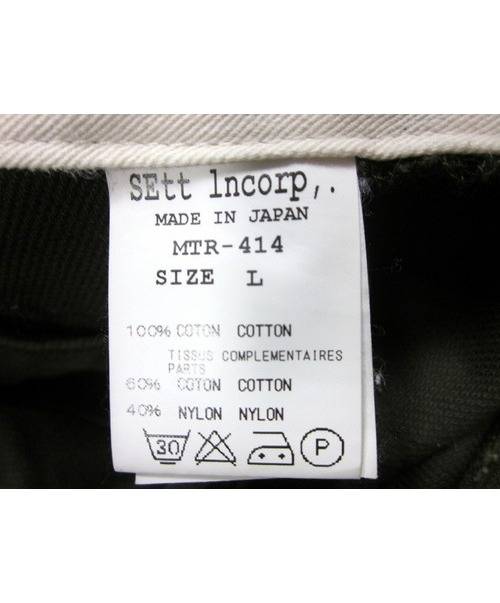 SEtt lncorp,.
MADE IN JAPAN
MTR-414
SIZE L
100% COTON COTTON
TISSUS COMPLEMENTAIRES
PARTS
60% COTON COTTON
40% NYLON NYLON
30 P